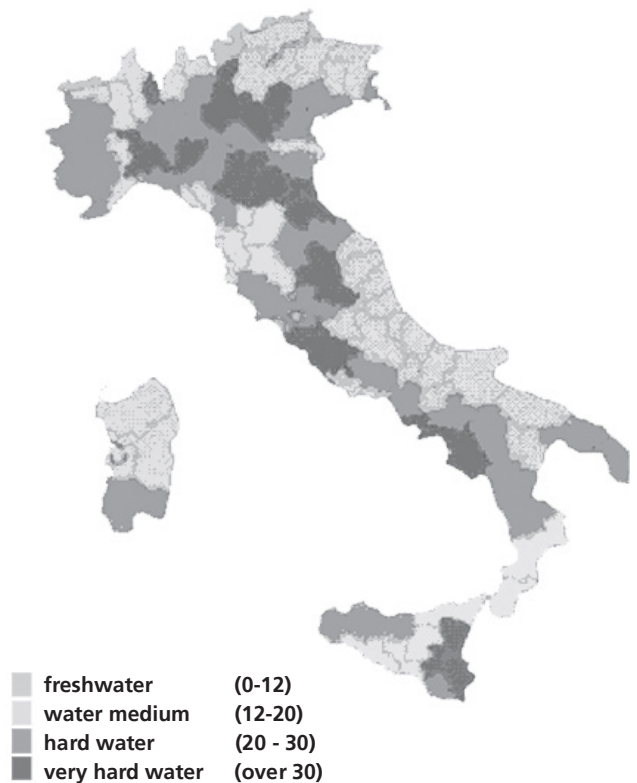 freshwater (0-12)
water medium (12-20)
hard water (20 - 30)
very hard water (over 30)